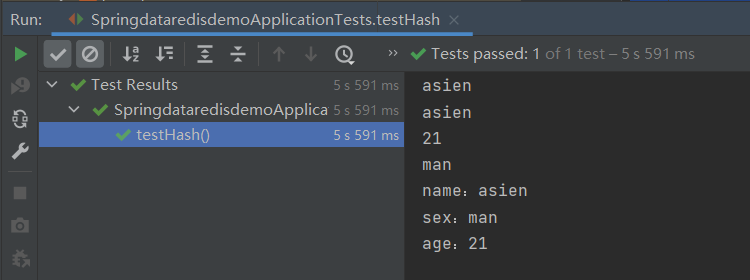 Run: SpringdataredisdemoApplicationTests.testHash ×
Tests passed: 1 of 1 test – 5 s 591 ms
Test Results 5 s 591 ms
SpringdataredisdemoApplica 5 s 591 ms
testHash() 5 s 591 ms
asien
asien
21
man
name：asien
sex：man
age：21